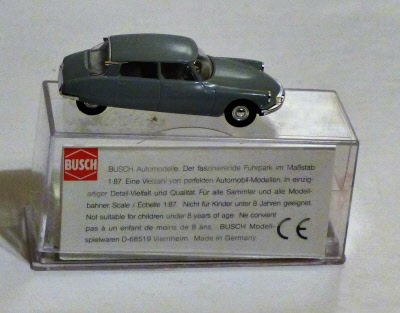 BUSCH
BUSCH Automodelle. Der faszinierende Fuhrpark im Maßstab
1:87. Eine Vielzahl von perfekten Automobil-Modellen. In einzig-
artiger Detail-Vielfalt und Qualität. Für alle Sammler und alle Modell-
bahner. Scale / Echelle 1:87. Nicht für Kinder unter 8 Jahren geeignet.
Not suitable for children under 8 years of age. Ne convient
pas à un enfant de moins de 8 ans. BUSCH Modell-
spielwaren D-68519 Viernheim. Made in Germany.
CE